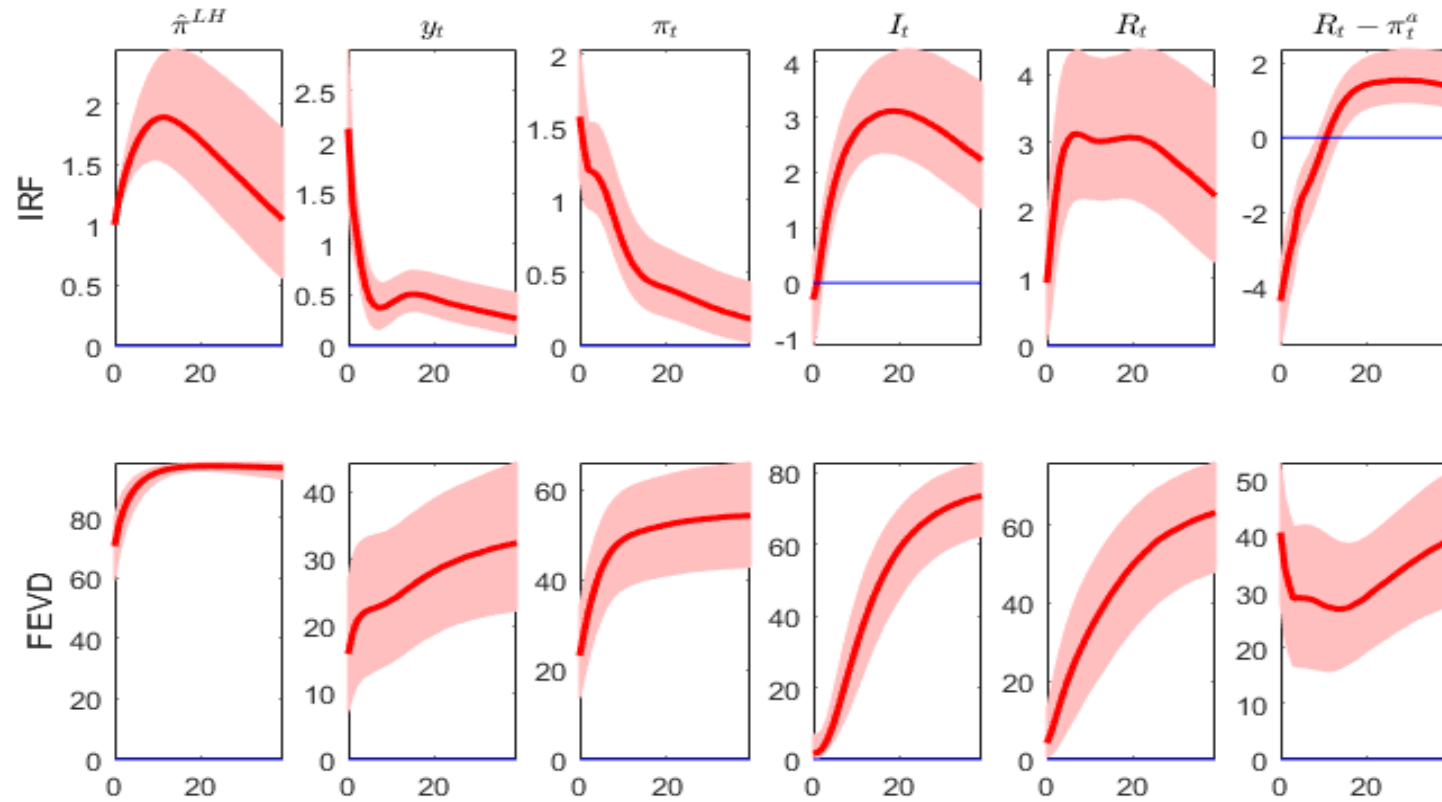 π̂^{LH} y_t π_t I_t R_t R_t − π_t^a
IRF
2 1.5 1 0.5 0
2.5 2 1.5 1 0.5 0
2 1.5 1 0.5 0
4 3 2 1 0 -1
4 3 2 1 0
2 0 -2 -4
0 20 0 20 0 20 0 20 0 20 0 20
FEVD
80 60 40 20 0
40 30 20 10 0
60 40 20 0
80 60 40 20 0
60 40 20 0
50 40 30 20 10 0
0 20 0 20 0 20 0 20 0 20 0 20